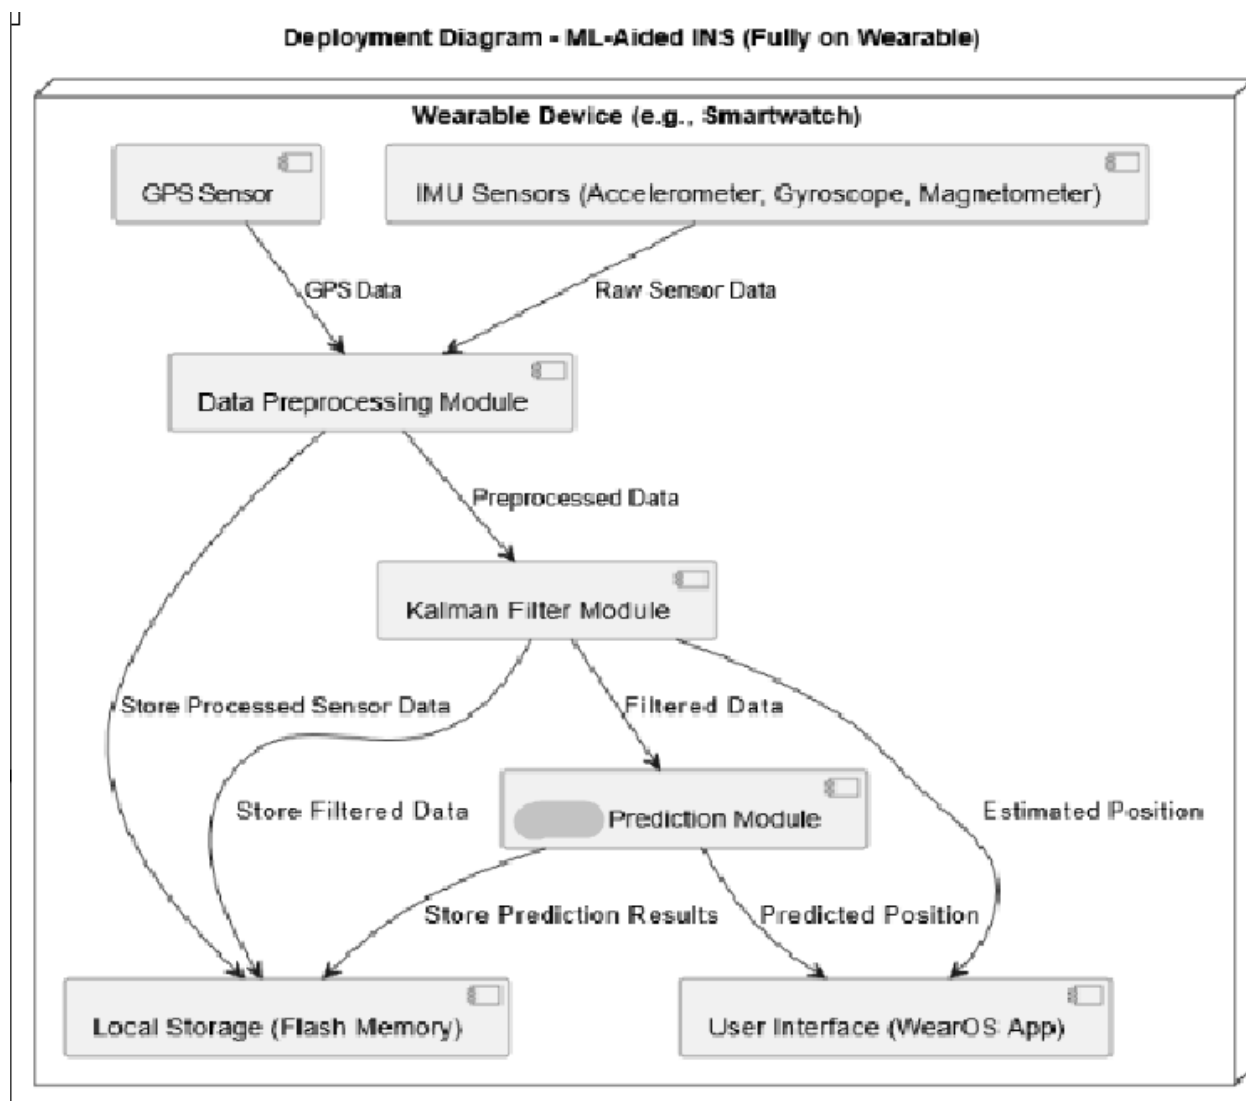 Deployment Diagram - ML-Aided INS (Fully on Wearable)
Wearable Device (e.g., Smartwatch)
GPS Sensor
IMU Sensors (Accelerometer, Gyroscope, Magnetometer)
GPS Data
Raw Sensor Data
Data Preprocessing Module
Preprocessed Data
Kalman Filter Module
Store Processed Sensor Data
Filtered Data
Store Filtered Data
Prediction Module
Estimated Position
Store Prediction Results
Predicted Position
Local Storage (Flash Memory)
User Interface (WearOS App)